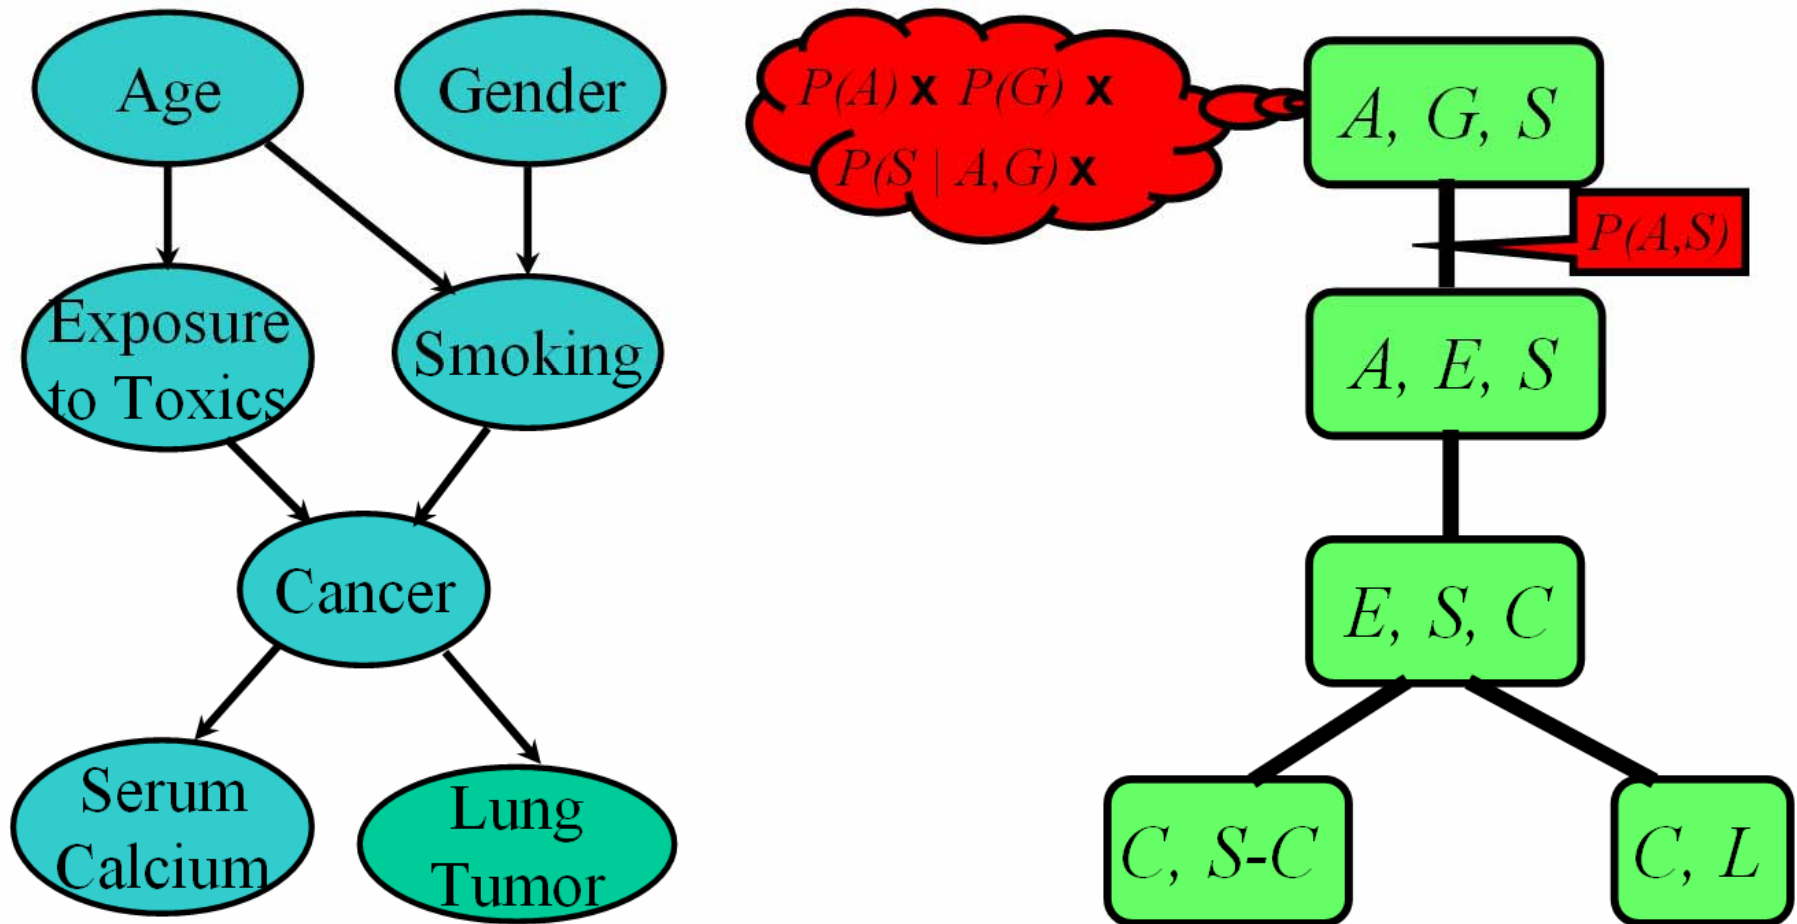 Age
Gender
Exposure
to Toxics
Smoking
Cancer
Serum
Calcium
Lung
Tumor
P(A) x P(G) x
P(S | A,G) x
A, G, S
P(A,S)
A, E, S
E, S, C
C, S-C
C, L